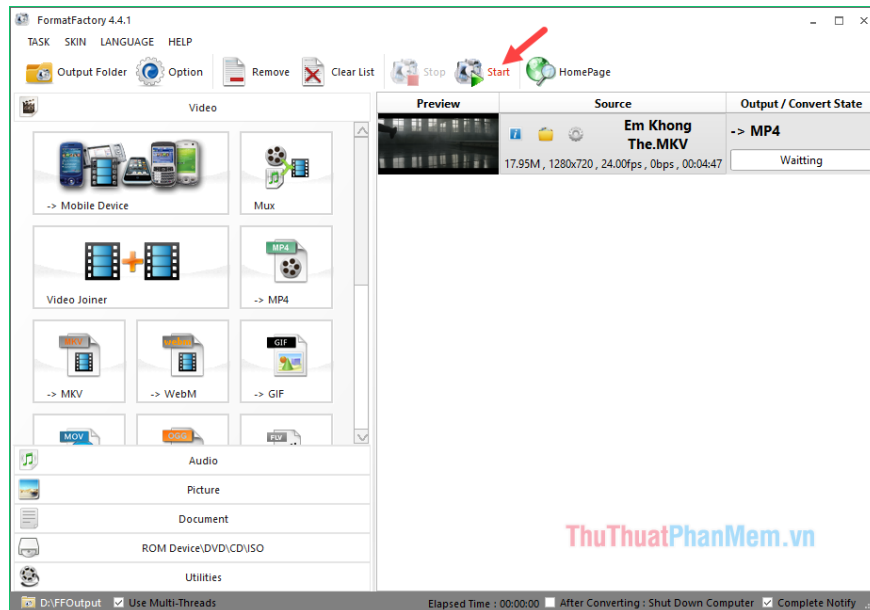 FormatFactory 4.4.1
TASK SKIN LANGUAGE HELP
Output Folder Option Remove Clear List Stop Start HomePage
Video
-> Mobile Device
Mux
Video Joiner
MP4
-> MP4
MKV
-> MKV
webm
-> WebM
GIF
-> GIF
MOV
OGG
FLV
Audio
Picture
Document
ROM Device\DVD\CD\ISO
Utilities
Preview Source Output / Convert State
Em Khong
The.MKV
17.95M , 1280x720 , 24.00fps , 0bps , 00:04:47
-> MP4
Waitting
ThuThuatPhanMem.vn
D:\FFOutput Use Multi-Threads Elapsed Time : 00:00:00 After Converting : Shut Down Computer Complete Notify